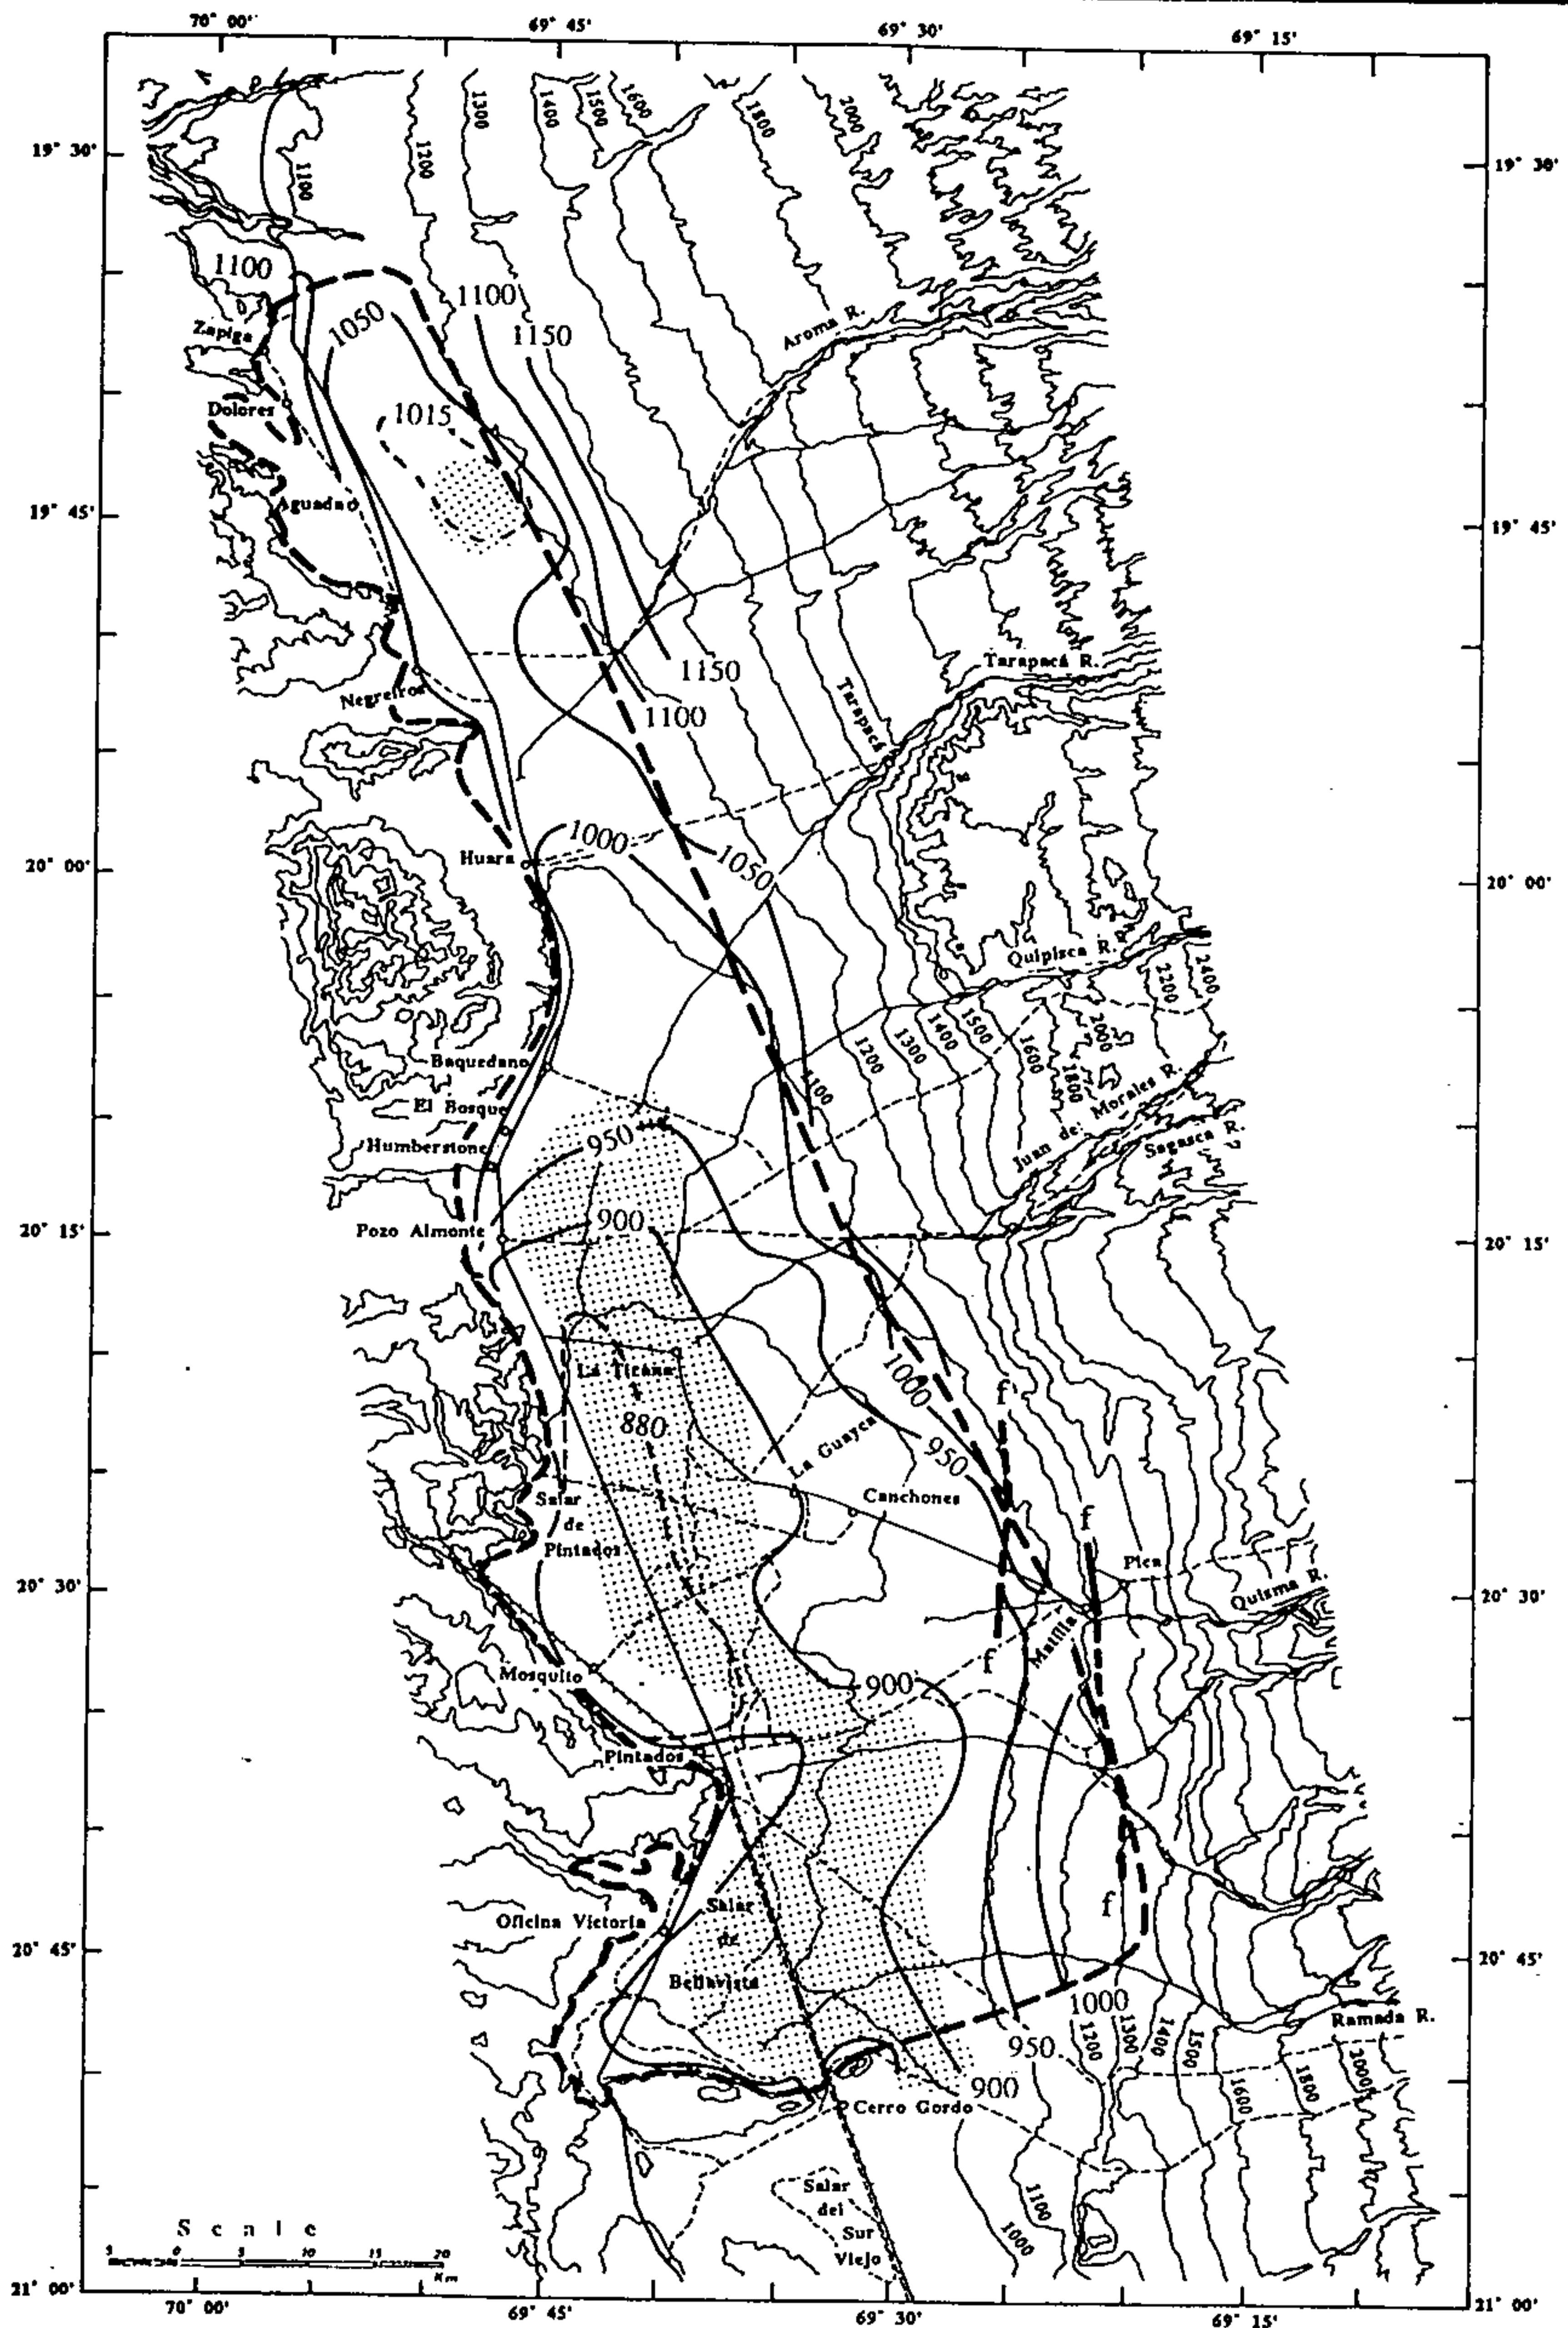 70° 00'
69° 45'
69° 30'
69° 15'
19° 30'
19° 30'
1100
1200
1300
1400
1500
1600
1800
2000
1100
1050
1100
1150
Zapiga
Aroma R.
Dolores
1015
19° 45'
19° 45'
Aguada
Negreiros
1150
1100
Tarapacá
Tarapacá R.
Huara
1000
1050
20° 00'
20° 00'
Quipisca R.
2200
2400
Baquedano
1200
1300
1400
1500
1600
1800
2000
El Bosque
1100
Humberstone
950
Juan de Morales R.
Sagasca R.
Pozo Almonte
900
20° 15'
20° 15'
La Tirana
1000
f
880
La Guayca
950
Salar
de
Pintados
Canchones
f
Pica
20° 30'
20° 30'
Quisma R.
Matilla
f
Mosquito
900
Pintados
Oficina Victoria
Salar
de
Bellavista
f
20° 45'
20° 45'
1000
950
900
1200
1300
1400
1500
1600
1800
2000
Ramada R.
Cerro Gordo
Salar
del
Sur
Viejo
1100
1000
Scale
5 0 5 10 15 20
Km
21° 00'
21° 00'
70° 00'
69° 45'
69° 30'
69° 15'